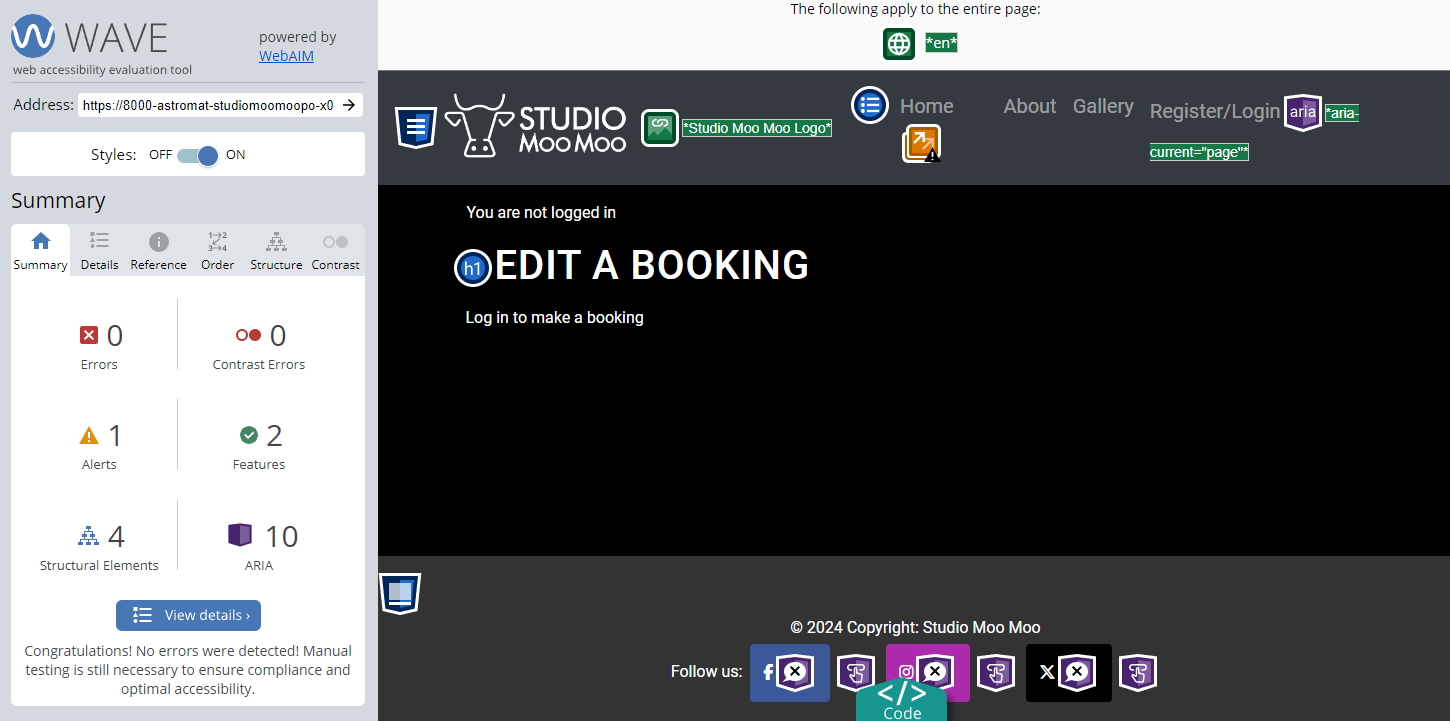 WAVE
web accessibility evaluation tool
powered by
WebAIM
Address: https://8000-astromat-studiomoomoopo-x0
Styles: OFF ON
Summary
Summary Details Reference Order Structure Contrast
0 0
Errors Contrast Errors
1 2
Alerts Features
4 10
Structural Elements ARIA
View details ›
Congratulations! No errors were detected! Manual
testing is still necessary to ensure compliance and
optimal accessibility.
The following apply to the entire page:
*en*
STUDIO
MOO MOO
*Studio Moo Moo Logo*
Home About Gallery Register/Login aria *aria-
current="page"*
You are not logged in
h1 EDIT A BOOKING
Log in to make a booking
© 2024 Copyright: Studio Moo Moo
Follow us:
</> 
Code